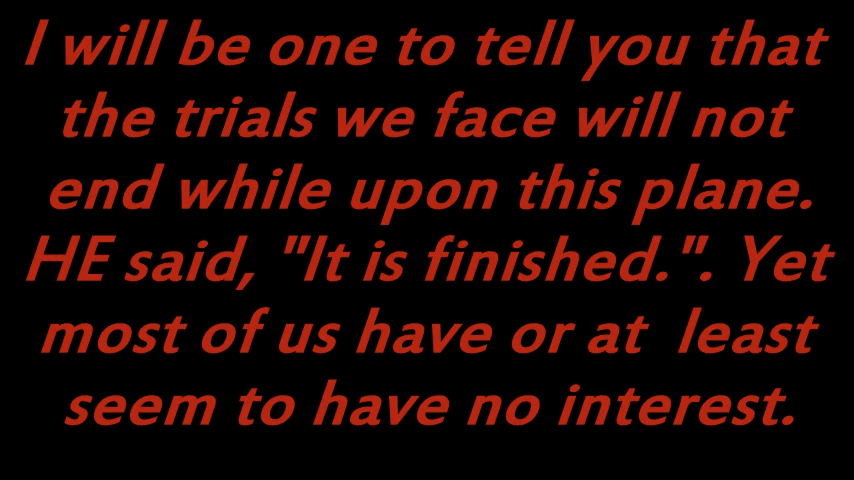 I will be one to tell you that
the trials we face will not
end while upon this plane.
HE said, "It is finished.". Yet
most of us have or at  least
seem to have no interest.